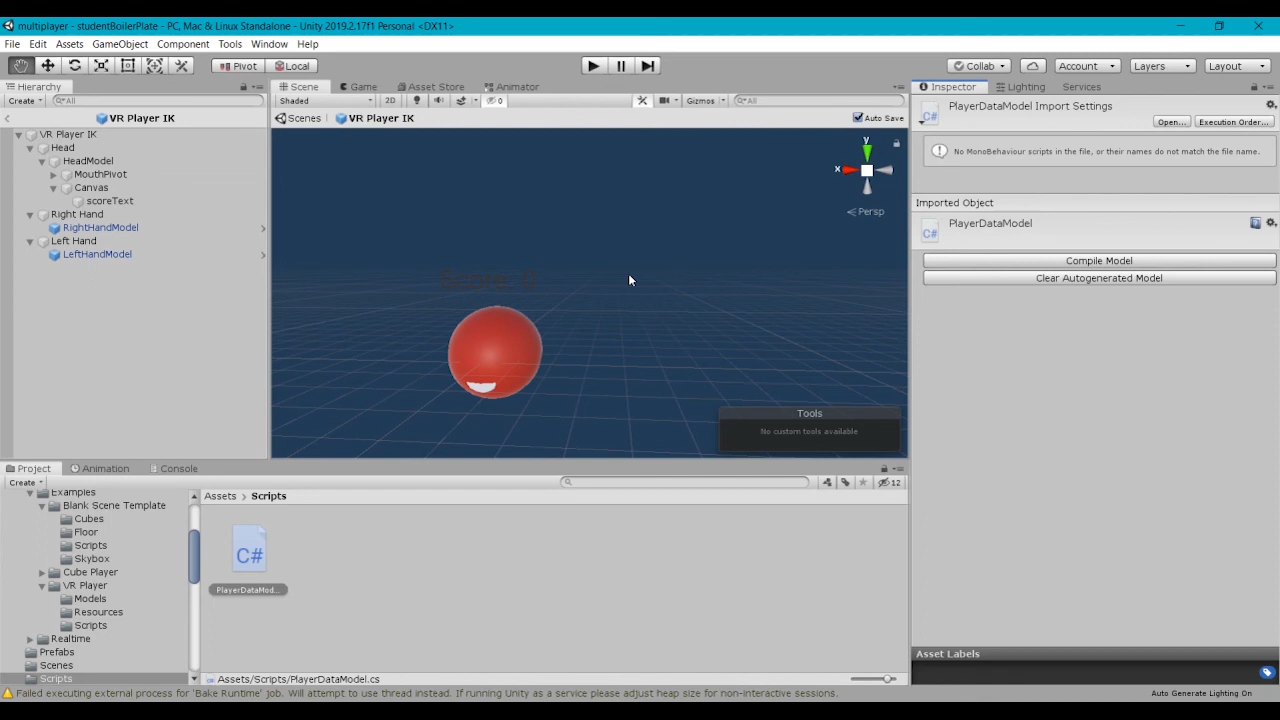 multiplayer - studentBoilerPlate - PC, Mac & Linux Standalone - Unity 2019.2.17f1 Personal <DX11>
File Edit Assets GameObject Component Tools Window Help
Pivot Local Collab Account Layers Layout
Hierarchy
Create All
VR Player IK
VR Player IK
Head
HeadModel
MouthPivot
Canvas
scoreText
Right Hand
RightHandModel
Left Hand
LeftHandModel
Scene Game Asset Store Animator
Shaded 2D 0 Gizmos All
Scenes VR Player IK Auto Save
y
x
Persp
Score 0
Tools
No custom tools available
Inspector Lighting Services
PlayerDataModel Import Settings
C#
Open... Execution Order...
No MonoBehaviour scripts in the file, or their names do not match the file name.
Imported Object
PlayerDataModel
C#
Compile Model
Clear Autogenerated Model
Asset Labels
Project Animation Console
Create 12
Examples
Blank Scene Template
Cubes
Floor
Scripts
Skybox
Cube Player
VR Player
Models
Resources
Scripts
Realtime
Prefabs
Scenes
Scripts
Assets > Scripts
C#
PlayerDataMod...
Assets/Scripts/PlayerDataModel.cs
Failed executing external process for 'Bake Runtime' job. Will attempt to use thread instead. If running Unity as a service please adjust heap size for non-interactive sessions.
Auto Generate Lighting On